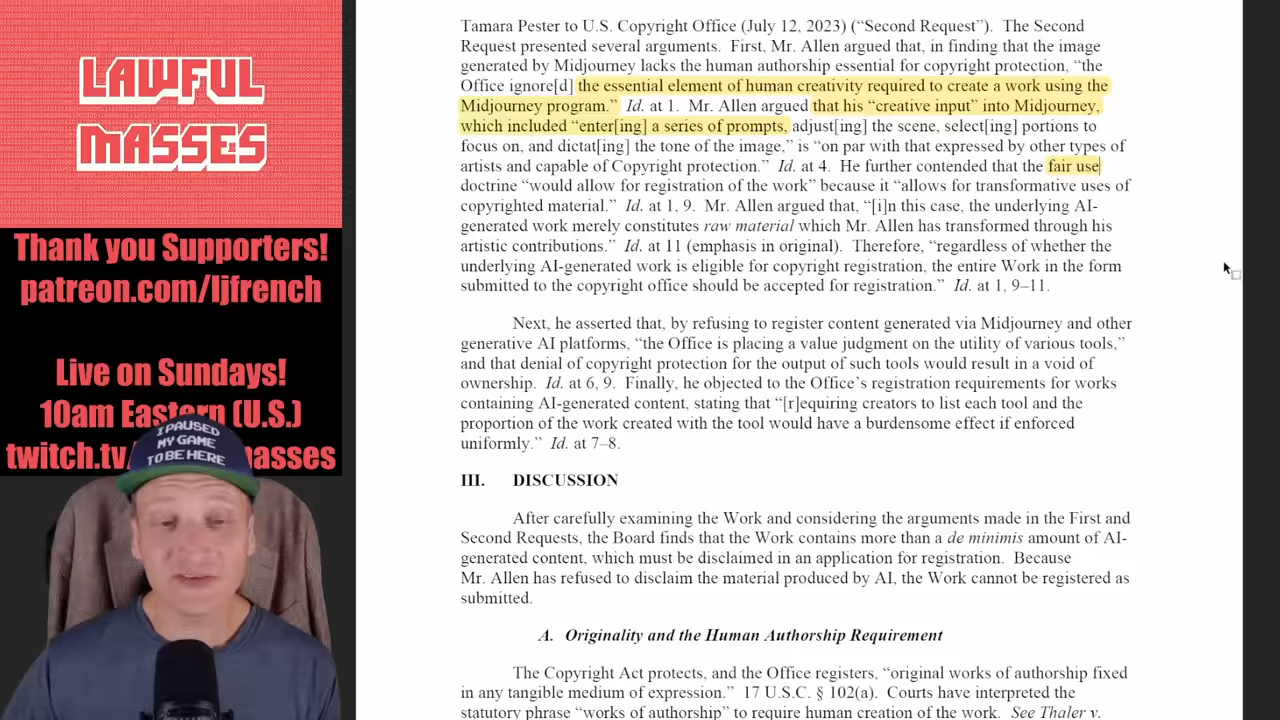 LAWFUL
MASSES
Thank you Supporters!
patreon.com/ljfrench
Live on Sundays!
10am Eastern (U.S.)
twitch.tv/ masses
I PAUSED
MY GAME
TO BE HERE
Tamara Pester to U.S. Copyright Office (July 12, 2023) (“Second Request”). The Second
Request presented several arguments. First, Mr. Allen argued that, in finding that the image
generated by Midjourney lacks the human authorship essential for copyright protection, “the
Office ignore[d] the essential element of human creativity required to create a work using the
Midjourney program.” Id. at 1. Mr. Allen argued that his “creative input” into Midjourney,
which included “enter[ing] a series of prompts, adjust[ing] the scene, select[ing] portions to
focus on, and dictat[ing] the tone of the image,” is “on par with that expressed by other types of
artists and capable of Copyright protection.” Id. at 4. He further contended that the fair use
doctrine “would allow for registration of the work” because it “allows for transformative uses of
copyrighted material.” Id. at 1, 9. Mr. Allen argued that, “[i]n this case, the underlying AI-
generated work merely constitutes raw material which Mr. Allen has transformed through his
artistic contributions.” Id. at 11 (emphasis in original). Therefore, “regardless of whether the
underlying AI-generated work is eligible for copyright registration, the entire Work in the form
submitted to the copyright office should be accepted for registration.” Id. at 1, 9–11.
Next, he asserted that, by refusing to register content generated via Midjourney and other
generative AI platforms, “the Office is placing a value judgment on the utility of various tools,”
and that denial of copyright protection for the output of such tools would result in a void of
ownership. Id. at 6, 9. Finally, he objected to the Office’s registration requirements for works
containing AI-generated content, stating that “[r]equiring creators to list each tool and the
proportion of the work created with the tool would have a burdensome effect if enforced
uniformly.” Id. at 7–8.
III. DISCUSSION
After carefully examining the Work and considering the arguments made in the First and
Second Requests, the Board finds that the Work contains more than a de minimis amount of AI-
generated content, which must be disclaimed in an application for registration. Because
Mr. Allen has refused to disclaim the material produced by AI, the Work cannot be registered as
submitted.
A. Originality and the Human Authorship Requirement
The Copyright Act protects, and the Office registers, “original works of authorship fixed
in any tangible medium of expression.” 17 U.S.C. § 102(a). Courts have interpreted the
statutory phrase “works of authorship” to require human creation of the work. See Thaler v.